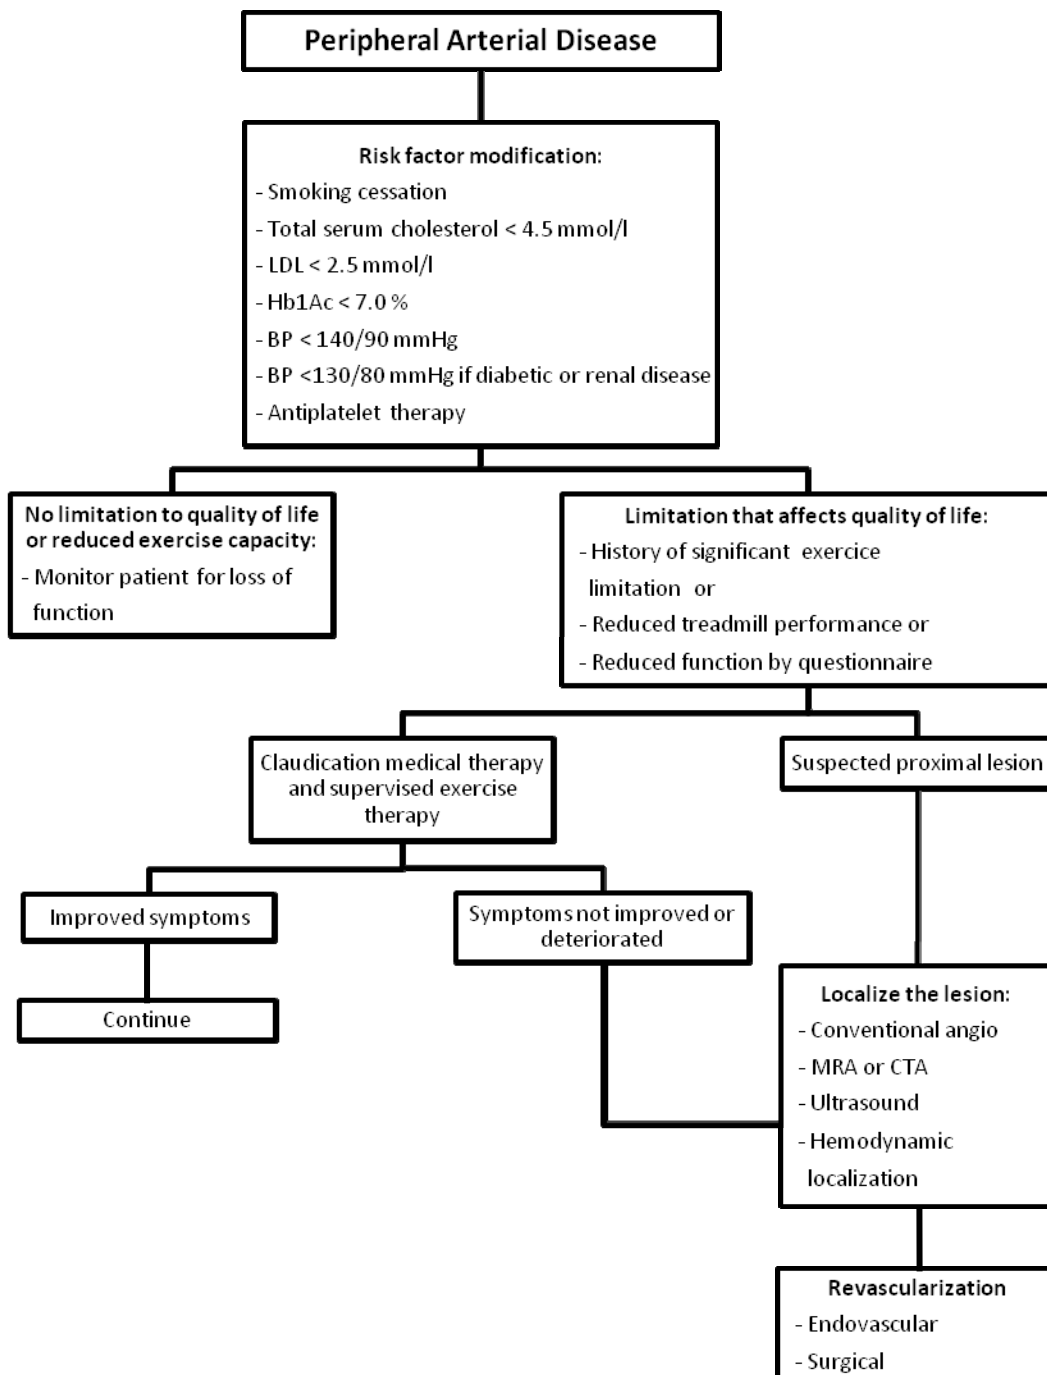 Peripheral Arterial Disease
Risk factor modification:
- Smoking cessation
- Total serum cholesterol < 4.5 mmol/l
- LDL < 2.5 mmol/l
- Hb1Ac < 7.0 %
- BP < 140/90 mmHg
- BP <130/80 mmHg if diabetic or renal disease
- Antiplatelet therapy
No limitation to quality of life
or reduced exercise capacity:
- Monitor patient for loss of
function
Limitation that affects quality of life:
- History of significant exercice
limitation or
- Reduced treadmill performance or
- Reduced function by questionnaire
Claudication medical therapy
and supervised exercise
therapy
Suspected proximal lesion
Improved symptoms
Symptoms not improved or
deteriorated
Continue
Localize the lesion:
- Conventional angio
- MRA or CTA
- Ultrasound
- Hemodynamic
localization
Revascularization
- Endovascular
- Surgical